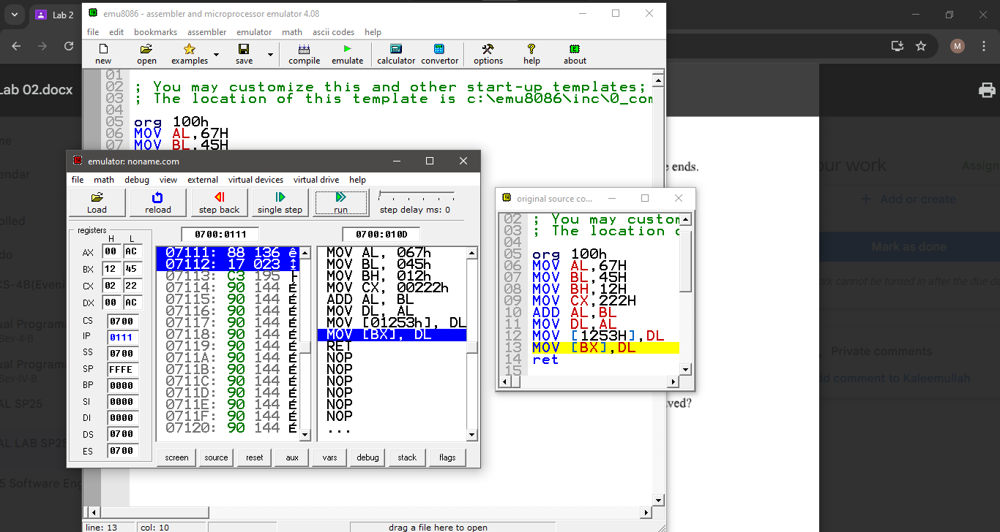 Lab 2
emu8086 - assembler and microprocessor emulator 4.08
file edit bookmarks assembler emulator math ascii codes help
new open examples save compile emulate calculator convertor options help about
M
Lab 02.docx
01
02 ; You may customize this and other start-up templates;
03 ; The location of this template is c:\emu8086\inc\0_com
04
05 org 100h
06 MOV AL,67H
07 MOV BL,45H
emulator: noname.com
file math debug view external virtual devices virtual drive help
Load reload step back single step run step delay ms: 0
registers
H L
AX 00 AC
BX 12 45
CX 02 22
DX 00 AC
CS 0700
IP 0111
SS 0700
SP FFFE
BP 0000
SI 0000
DI 0000
DS 0700
ES 0700
0700:0111
07111: 88 136 ê
07112: 17 023 ↨
07113: C3 195 ├
07114: 90 144 É
07115: 90 144 É
07116: 90 144 É
07117: 90 144 É
07118: 90 144 É
07119: 90 144 É
0711A: 90 144 É
0711B: 90 144 É
0711C: 90 144 É
0711D: 90 144 É
0711E: 90 144 É
0711F: 90 144 É
07120: 90 144 É
0700:010D
MOV AL, 067h
MOV BL, 045h
MOV BH, 012h
MOV CX, 00222h
ADD AL, BL
MOV DL, AL
MOV [01253h], DL
MOV [BX], DL
RET
NOP
NOP
NOP
NOP
NOP
NOP
...
screen source reset aux vars debug stack flags
original source co...
02 ; You may custom
03 ; The location o
04
05 org 100h
06 MOV AL,67H
07 MOV BL,45H
08 MOV BH,12H
09 MOV CX,222H
10 ADD AL,BL
11 MOV DL,AL
12 MOV [1253H],DL
13 MOV [BX],DL
14 ret
15
line: 13 col: 10 drag a file here to open
e ends.
ved?
our work
Assign
+ Add or create
Mark as done
rk cannot be turned in after the due da
Private comments
dd comment to Kaleemullah
me
endar
olled
do
CS-4B(Eveni
ual Program
Sev-4-B
ual Program
Sev-IV-B
AL SP25
AL LAB SP25
5 Software Eng